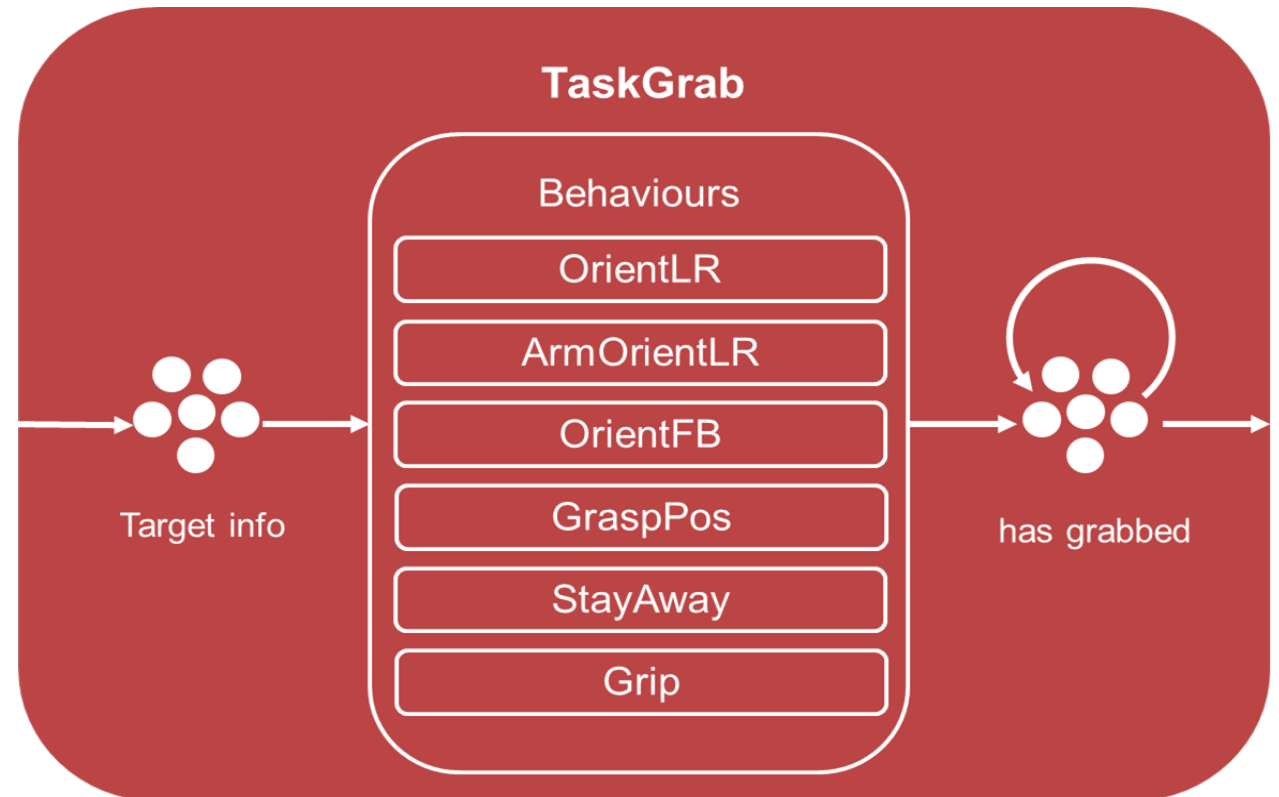 TaskGrab
Behaviours
OrientLR
ArmOrientLR
OrientFB
GraspPos
StayAway
Grip
Target info
has grabbed